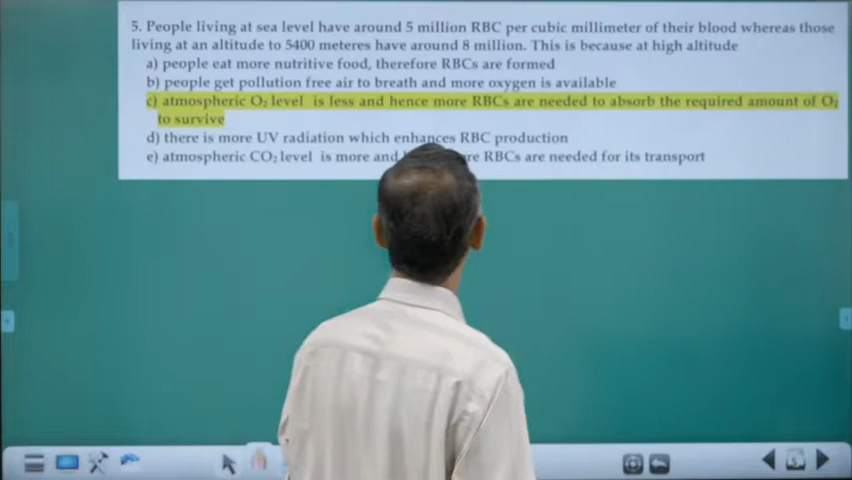 5. People living at sea level have around 5 million RBC per cubic millimeter of their blood whereas those
living at an altitude to 5400 meteres have around 8 million. This is because at high altitude
a) people eat more nutritive food, therefore RBCs are formed
b) people get pollution free air to breath and more oxygen is available
c) atmospheric O₂ level is less and hence more RBCs are needed to absorb the required amount of O₂
to survive
d) there is more UV radiation which enhances RBC production
e) atmospheric CO₂ level is more and RBCs are needed for its transport